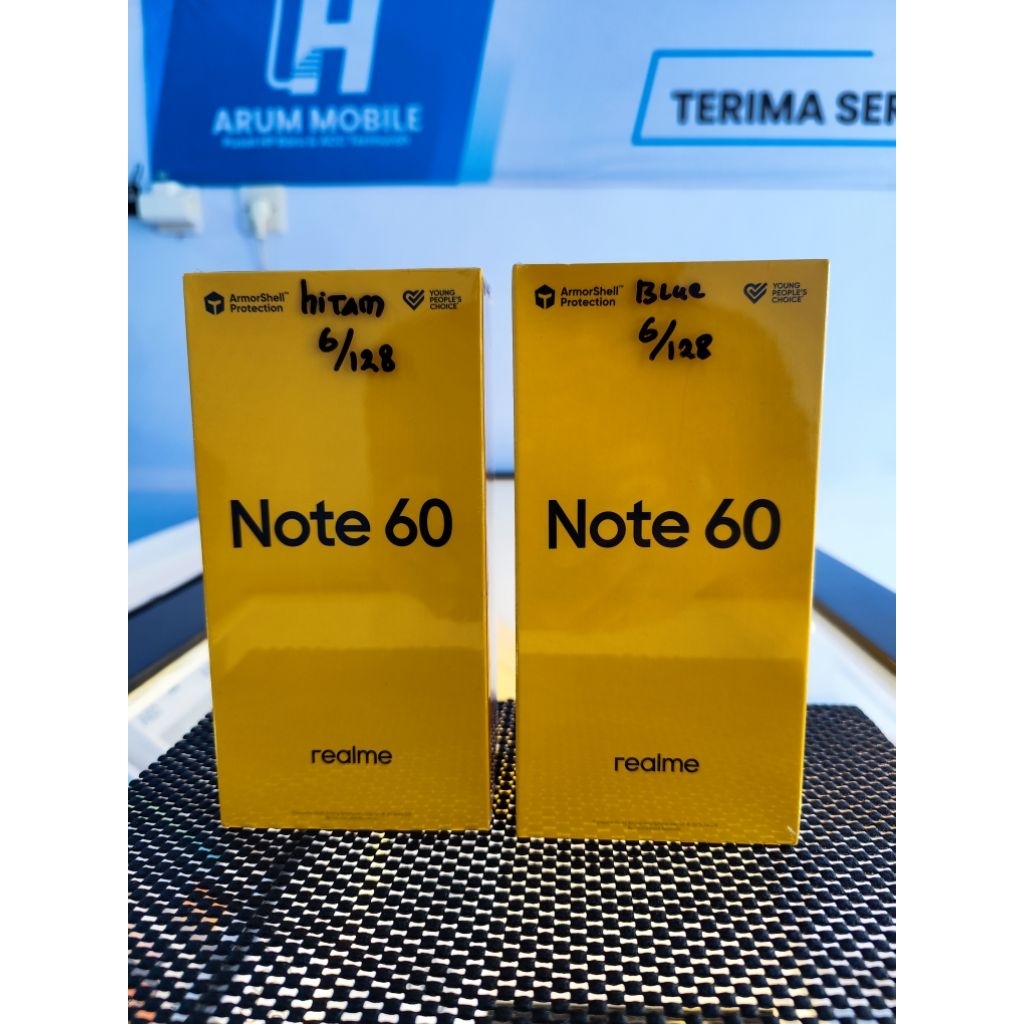 ARUM MOBILE
TERIMA SER
ArmorShell™
Protection
hitam
6/128
YOUNG
PEOPLE'S
CHOICE
Note 60
realme
ArmorShell™
Protection
BLue
6/128
YOUNG
PEOPLE'S
CHOICE
Note 60
realme